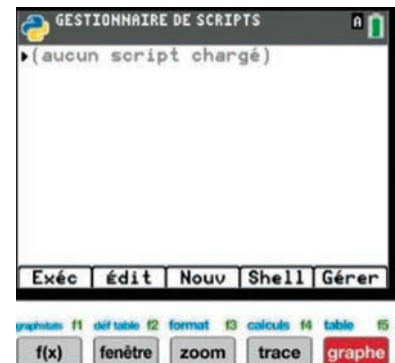 GESTIONNAIRE DE SCRIPTS A
(aucun script chargé)
Exéc édit Nouv Shell Gérer
graphstats f1 déf table f2 format f3 calculs f4 table f5
f(x) fenêtre zoom trace graphe